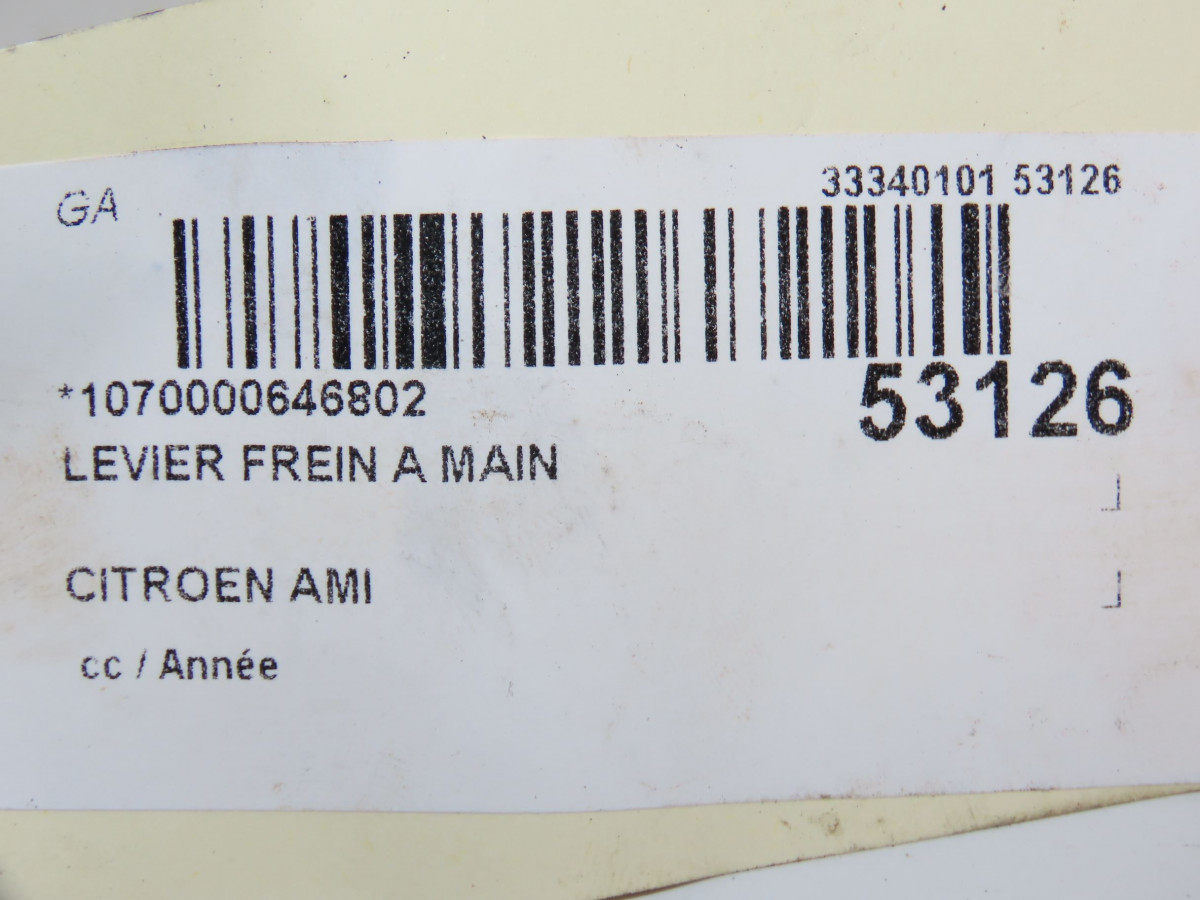 GA
33340101 53126
*1070000646802
53126
LEVIER FREIN A MAIN
CITROEN AMI
cc / Année